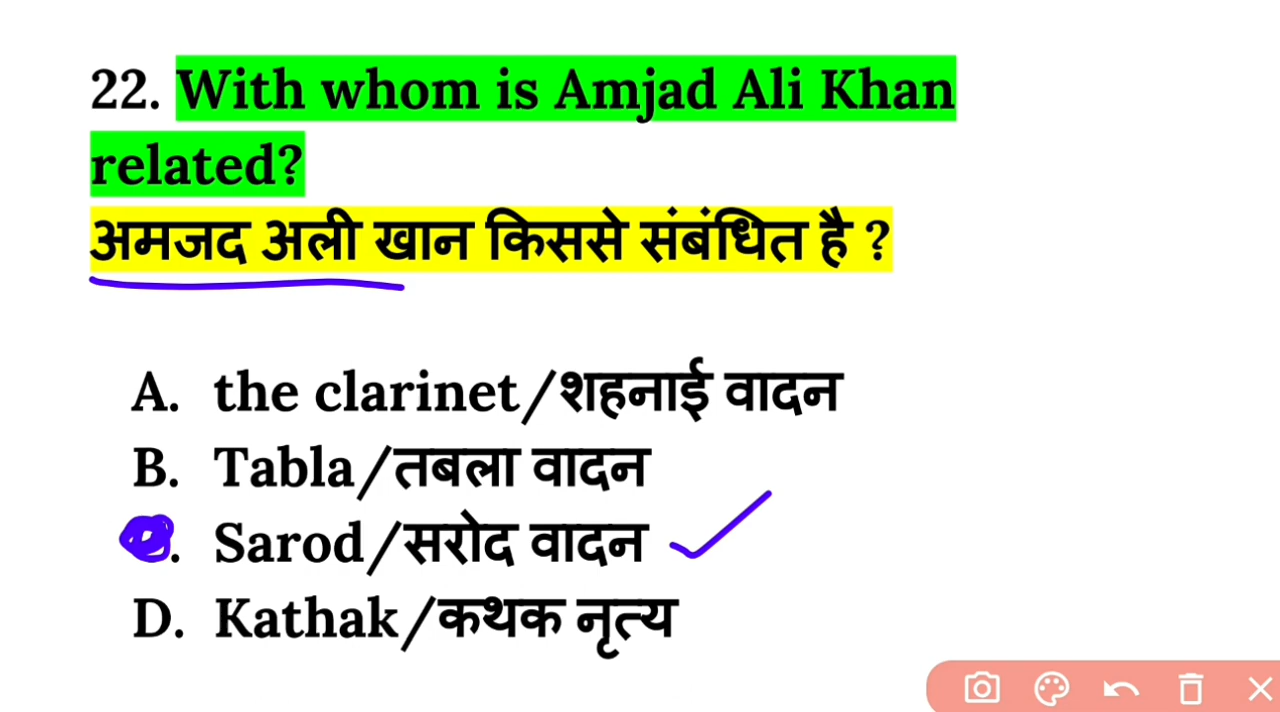 22. With whom is Amjad Ali Khan
related?
अमजद अली खान किससे संबंधित है ?
A. the clarinet/शहनाई वादन
B. Tabla/तबला वादन
. Sarod/सरोद वादन
D. Kathak/कथक नृत्य